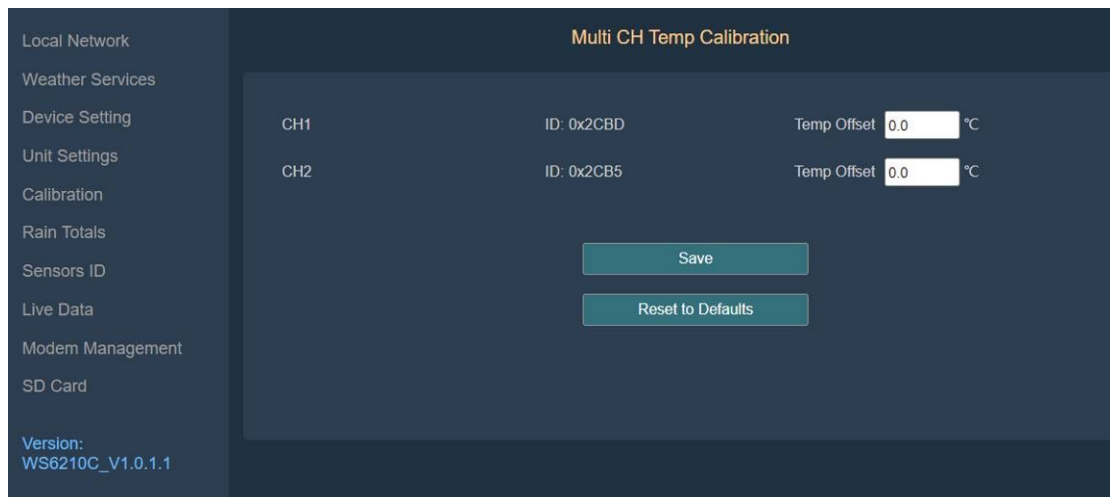 Local Network
Weather Services
Device Setting
Unit Settings
Calibration
Rain Totals
Sensors ID
Live Data
Modem Management
SD Card
Version:
WS6210C_V1.0.1.1
Multi CH Temp Calibration
CH1 ID: 0x2CBD Temp Offset 0.0 ℃
CH2 ID: 0x2CB5 Temp Offset 0.0 ℃
Save
Reset to Defaults